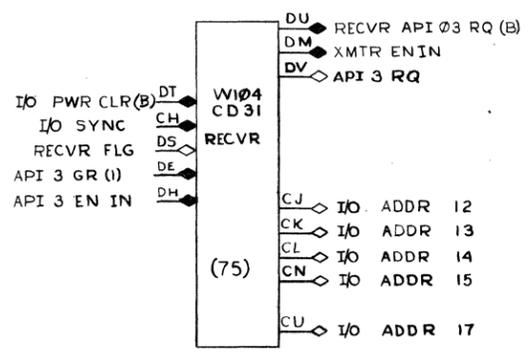 DU RECVR API Ø3 RQ (B)
DM XMTR EN IN
DV API 3 RQ
I/O PWR CLR(B) DT
W1Ø4
CD31
RECVR
I/O SYNC CH
RECVR FLG DS
API 3 GR (1) DE
API 3 EN IN DH
CJ I/O ADDR 12
CK I/O ADDR 13
CL I/O ADDR 14
(75)
CN I/O ADDR 15
CU I/O ADDR 17